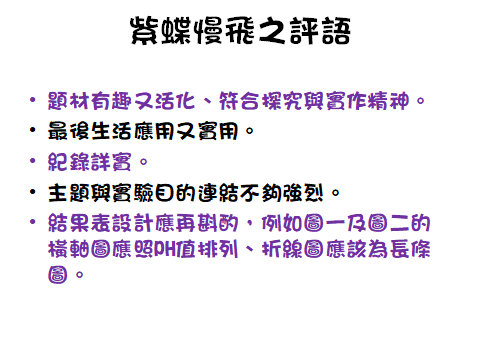 紫蝶慢飛之評語
• 題材有趣又活化、符合探究與實作精神。
• 最後生活應用又實用。
• 紀錄詳實。
• 主題與實驗目的連結不夠強烈。
• 結果表設計應再斟酌，例如圖一及圖二的
橫軸圖應照PH值排列、折線圖應該為長條
圖。